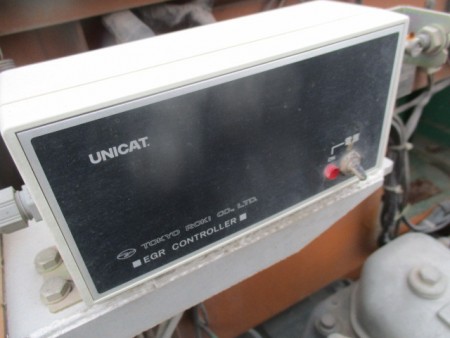 UNICAT
TOKYO ROKI CO., LTD.
EGR CONTROLLER